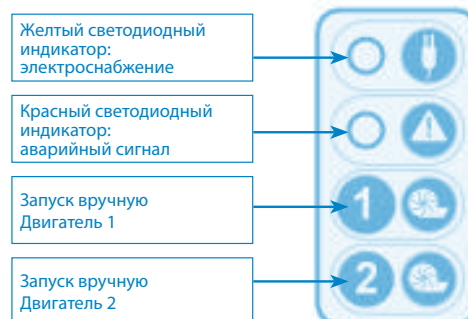 Желтый светодиодный
индикатор:
электроснабжение
Красный светодиодный
индикатор:
аварийный сигнал
Запуск вручную
Двигатель 1
1
Запуск вручную
Двигатель 2
2